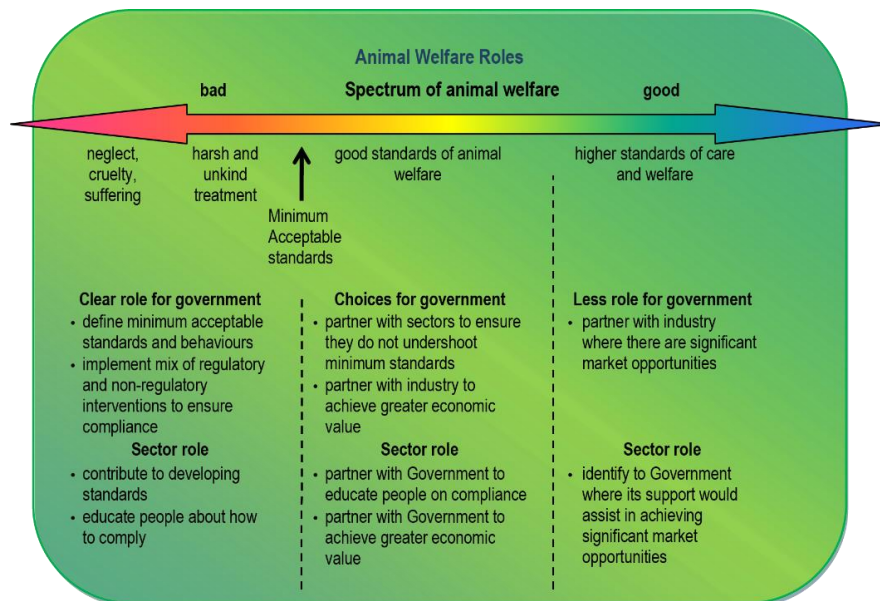 Animal Welfare Roles
bad
Spectrum of animal welfare
good
neglect,
cruelty,
suffering
harsh and
unkind
treatment
good standards of animal
welfare
higher standards of care
and welfare
Minimum
Acceptable
standards
Clear role for government
• define minimum acceptable
standards and behaviours
• implement mix of regulatory
and non-regulatory
interventions to ensure
compliance
Sector role
• contribute to developing
standards
• educate people about how
to comply
Choices for government
• partner with sectors to ensure
they do not undershoot
minimum standards
• partner with industry to
achieve greater economic
value
Sector role
• partner with Government to
educate people on compliance
• partner with Government to
achieve greater economic
value
Less role for government
• partner with industry
where there are significant
market opportunities
Sector role
• identify to Government
where its support would
assist in achieving
significant market
opportunities